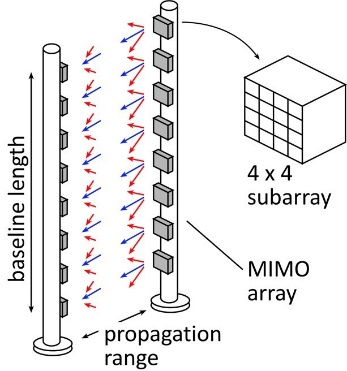 4 x 4
subarray
baseline length
MIMO
array
propagation
range